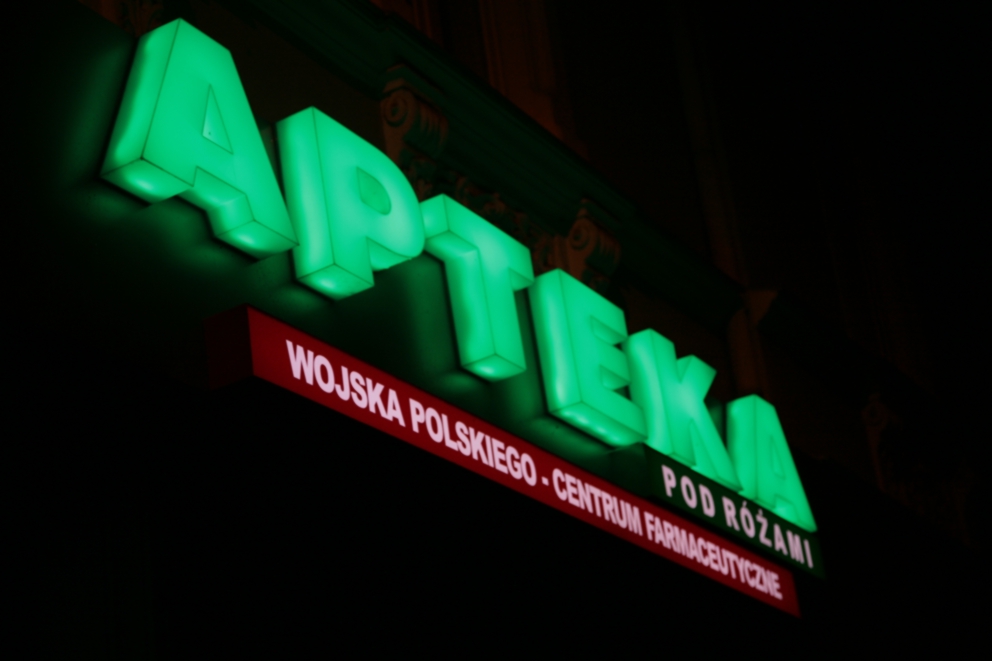 APTEKA
POD RÓŻAMI
WOJSKA POLSKIEGO - CENTRUM FARMACEUTYCZNE